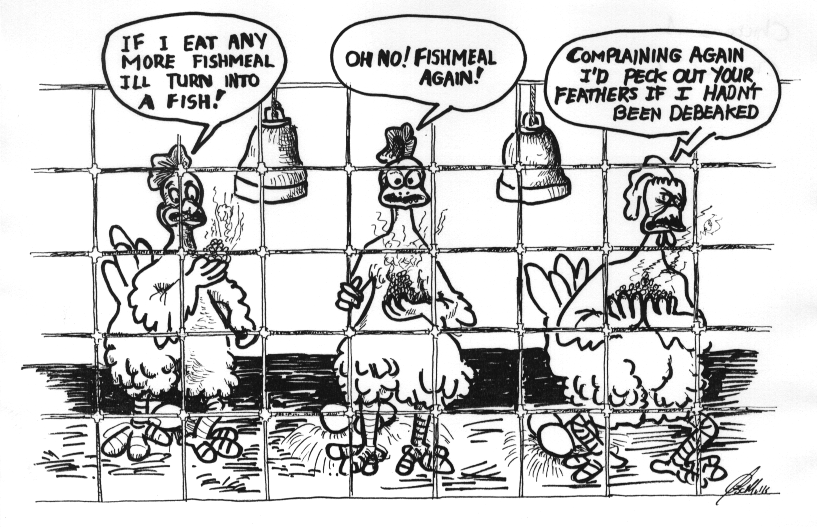 IF I EAT ANY
MORE FISHMEAL
ILL TURN INTO
A FISH!
OH NO! FISHMEAL
AGAIN!
COMPLAINING AGAIN
I'D PECK OUT YOUR
FEATHERS IF I HADN'T
BEEN DEBEAKED